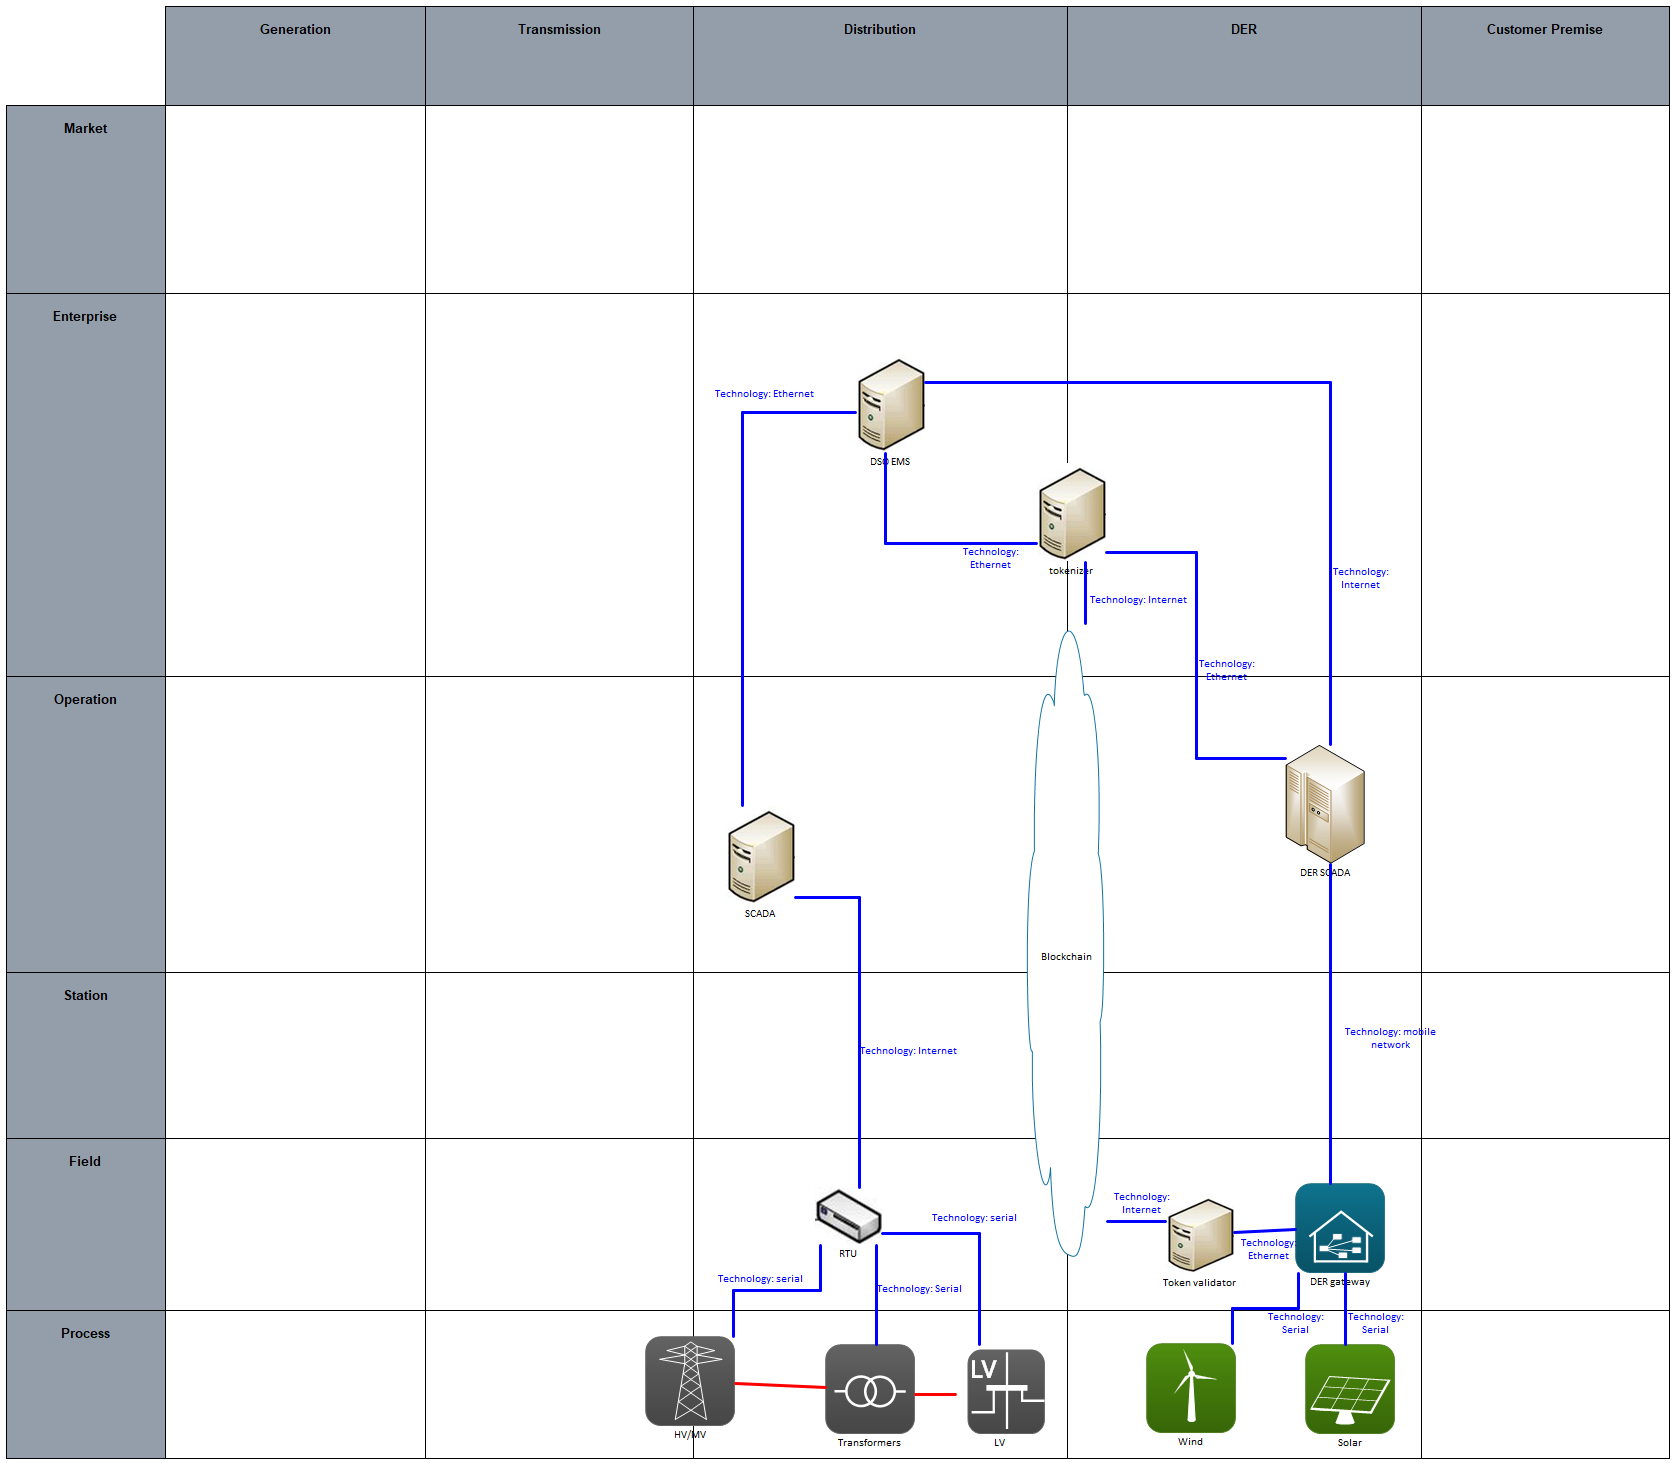 Generation
Transmission
Distribution
DER
Customer Premise
Market
Enterprise
Technology: Ethernet
DSO EMS
Technology:
Ethernet
tokenizer
Technology: Internet
Technology:
Internet
Technology:
Ethernet
Operation
DER SCADA
SCADA
Blockchain
Station
Technology: mobile
network
Technology: Internet
Field
Technology:
Internet
Technology: serial
Technology:
Ethernet
RTU
Technology: serial
Technology: Serial
Token validator
DER gateway
Process
Technology:
Serial
Technology:
Serial
LV
HV/MV
Transformers
LV
Wind
Solar